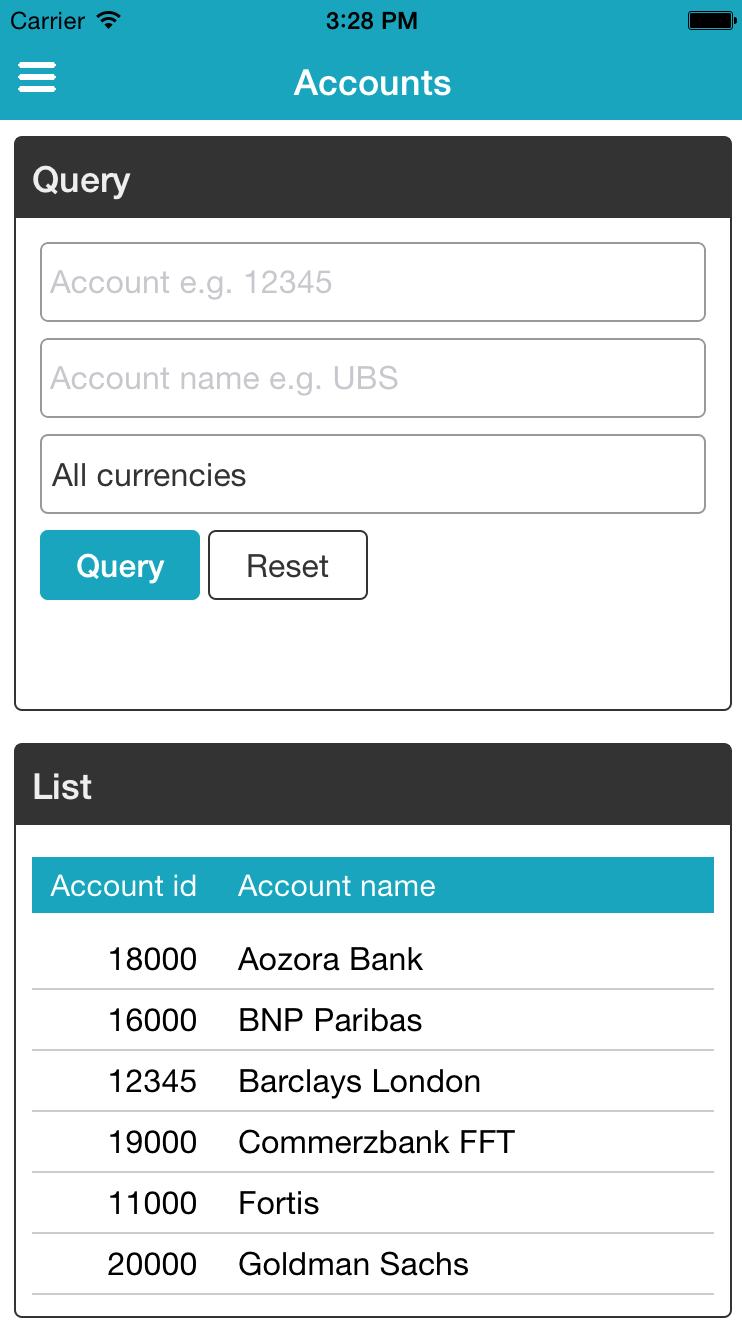 Carrier 3:28 PM
Accounts
Query
Account e.g. 12345
Account name e.g. UBS
All currencies
Query Reset
List
Account id Account name
18000 Aozora Bank
16000 BNP Paribas
12345 Barclays London
19000 Commerzbank FFT
11000 Fortis
20000 Goldman Sachs